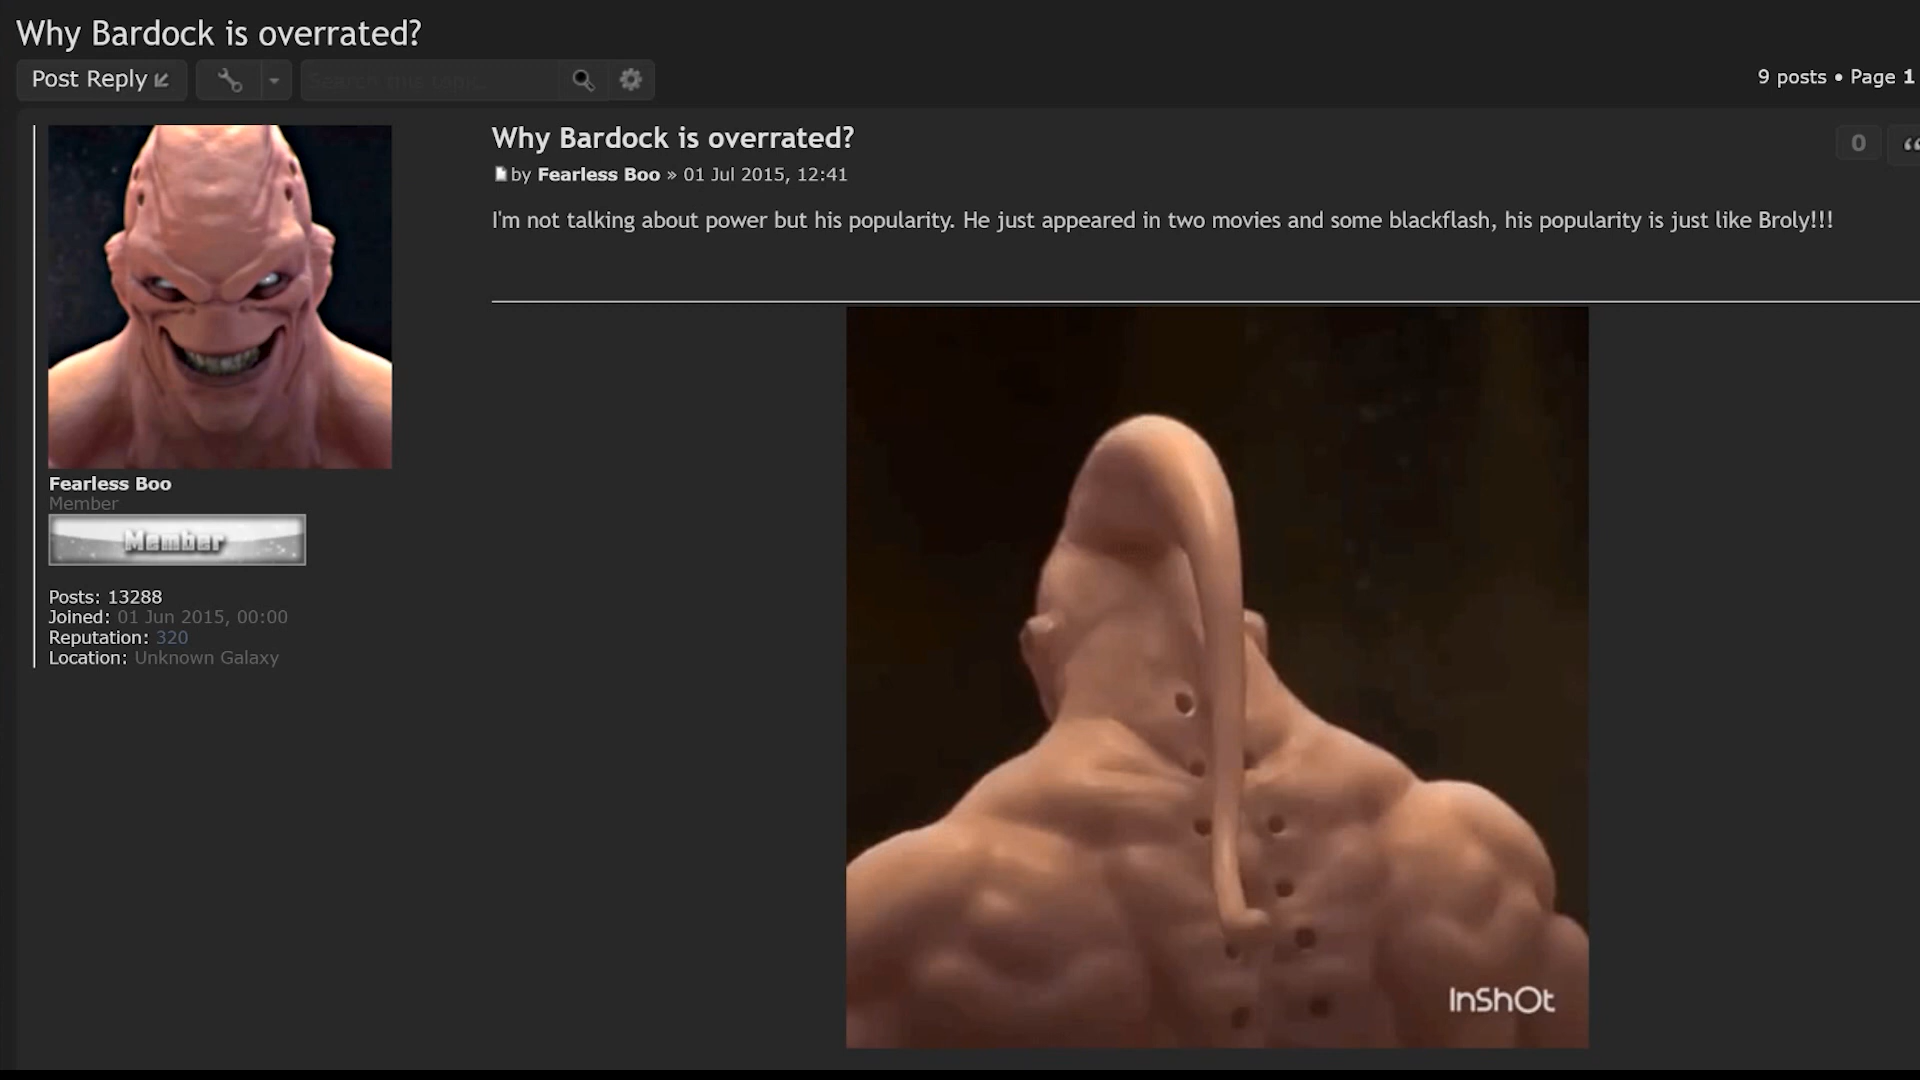 Why Bardock is overrated?
Post Reply
Search this topic...
9 posts • Page 1
Why Bardock is overrated?
0
by Fearless Boo » 01 Jul 2015, 12:41
I'm not talking about power but his popularity. He just appeared in two movies and some blackflash, his popularity is just like Broly!!!
Fearless Boo
Member
Member
Posts: 13288
Joined: 01 Jun 2015, 00:00
Reputation: 320
Location: Unknown Galaxy
InShOt